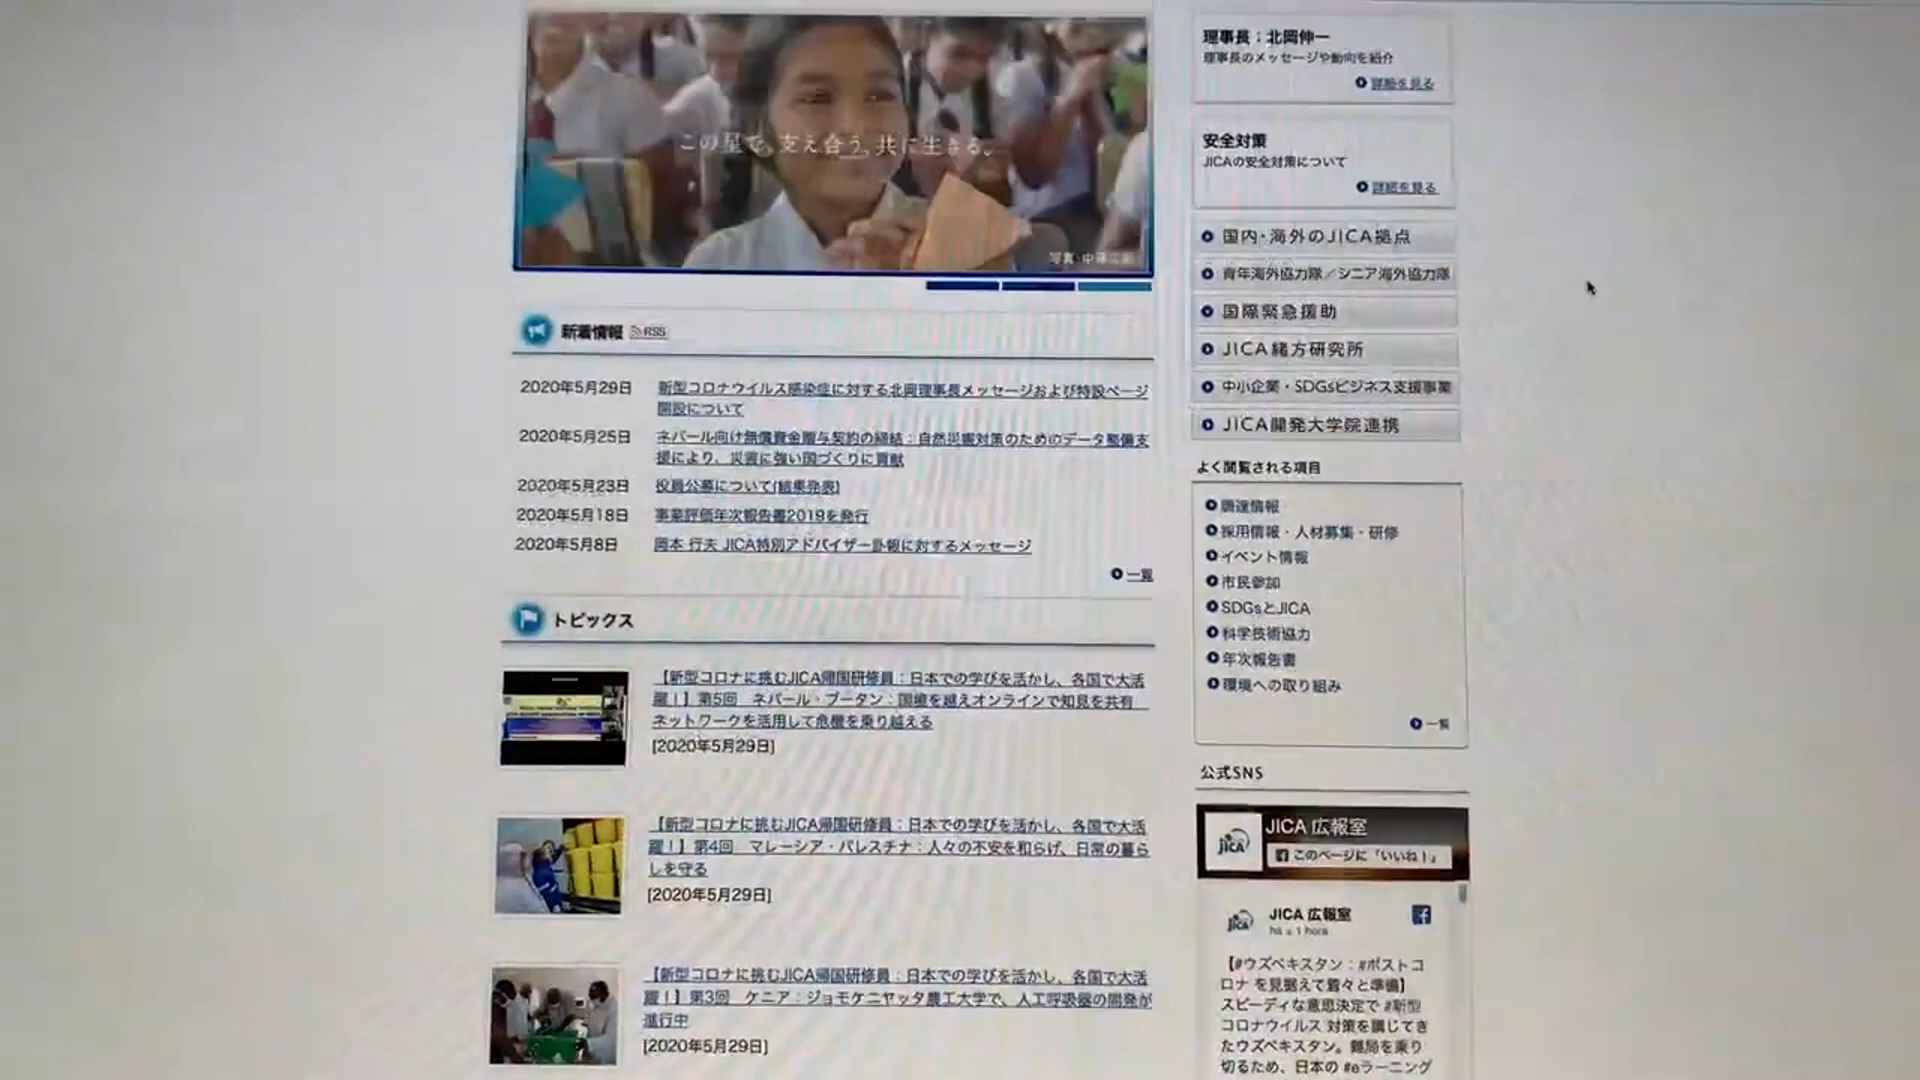 この星で、支え合う、共に生きる。
新着情報 RSS
2020年5月29日 新型コロナウイルス感染症に対する北岡理事長メッセージおよび特設ページ
開設について
2020年5月25日 ネパール向け無償資金贈与契約の締結：自然災害対策のためのデータ整備支
援により、災害に強い国づくりに貢献
2020年5月23日 役員公募について(結果発表)
2020年5月18日 事業評価年次報告書2019を発行
2020年5月8日 岡本 行夫 JICA特別アドバイザー訃報に対するメッセージ
一覧
トピックス
【新型コロナに挑むJICA帰国研修員：日本での学びを活かし、各国で大活
躍！】第5回 ネパール・ブータン：国境を越えオンラインで知見を共有
ネットワークを活用して危機を乗り越える
[2020年5月29日]
【新型コロナに挑むJICA帰国研修員：日本での学びを活かし、各国で大活
躍！】第4回 マレーシア・パレスチナ：人々の不安を和らげ、日常の暮ら
しを守る
[2020年5月29日]
【新型コロナに挑むJICA帰国研修員：日本での学びを活かし、各国で大活
躍！】第3回 ケニア：ジョモケニヤッタ農工大学で、人工呼吸器の開発が
進行中
[2020年5月29日]
理事長：北岡伸一
理事長のメッセージや動向を紹介
詳細を見る
安全対策
JICAの安全対策について
詳細を見る
国内・海外のJICA拠点
青年海外協力隊／シニア海外協力隊
国際緊急援助
JICA緒方研究所
中小企業・SDGsビジネス支援事業
JICA開発大学院連携
よく閲覧される項目
調達情報
採用情報・人材募集・研修
イベント情報
市民参加
SDGsとJICA
科学技術協力
年次報告書
環境への取り組み
一覧
公式SNS
JICA JICA 広報室
このページに「いいね！」
JICA JICA 広報室
há ± 1 hora
【#ウズベキスタン：#ポストコ
ロナ を見据えて着々と準備】
スピーディな意思決定で #新型
コロナウイルス 対策を講じてき
たウズベキスタン。難局を乗り
切るため、日本の #eラーニング